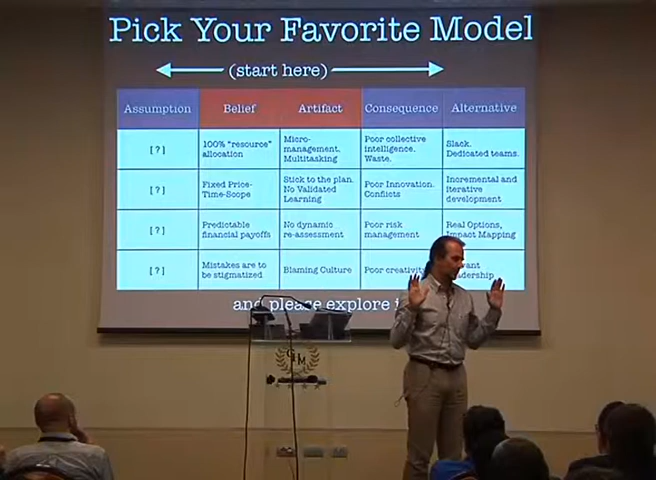 Pick Your Favorite Model
(start here)
Assumption Belief Artifact Consequence Alternative
[?]
100% "resource"
allocation
Micro-
management.
Multitasking
Poor collective
intelligence.
Waste.
Slack.
Dedicated teams.
[?]
Fixed Price-
Time-Scope
Stick to the plan.
No Validated
Learning
Poor Innovation.
Conflicts
Incremental and
iterative
development
[?]
Predictable
financial payoffs
No dynamic
re-assessment
Poor risk
management
Real Options,
Impact Mapping
[?]
Mistakes are to
be stigmatized
Blaming Culture
Poor creativity
and please explore
GHM